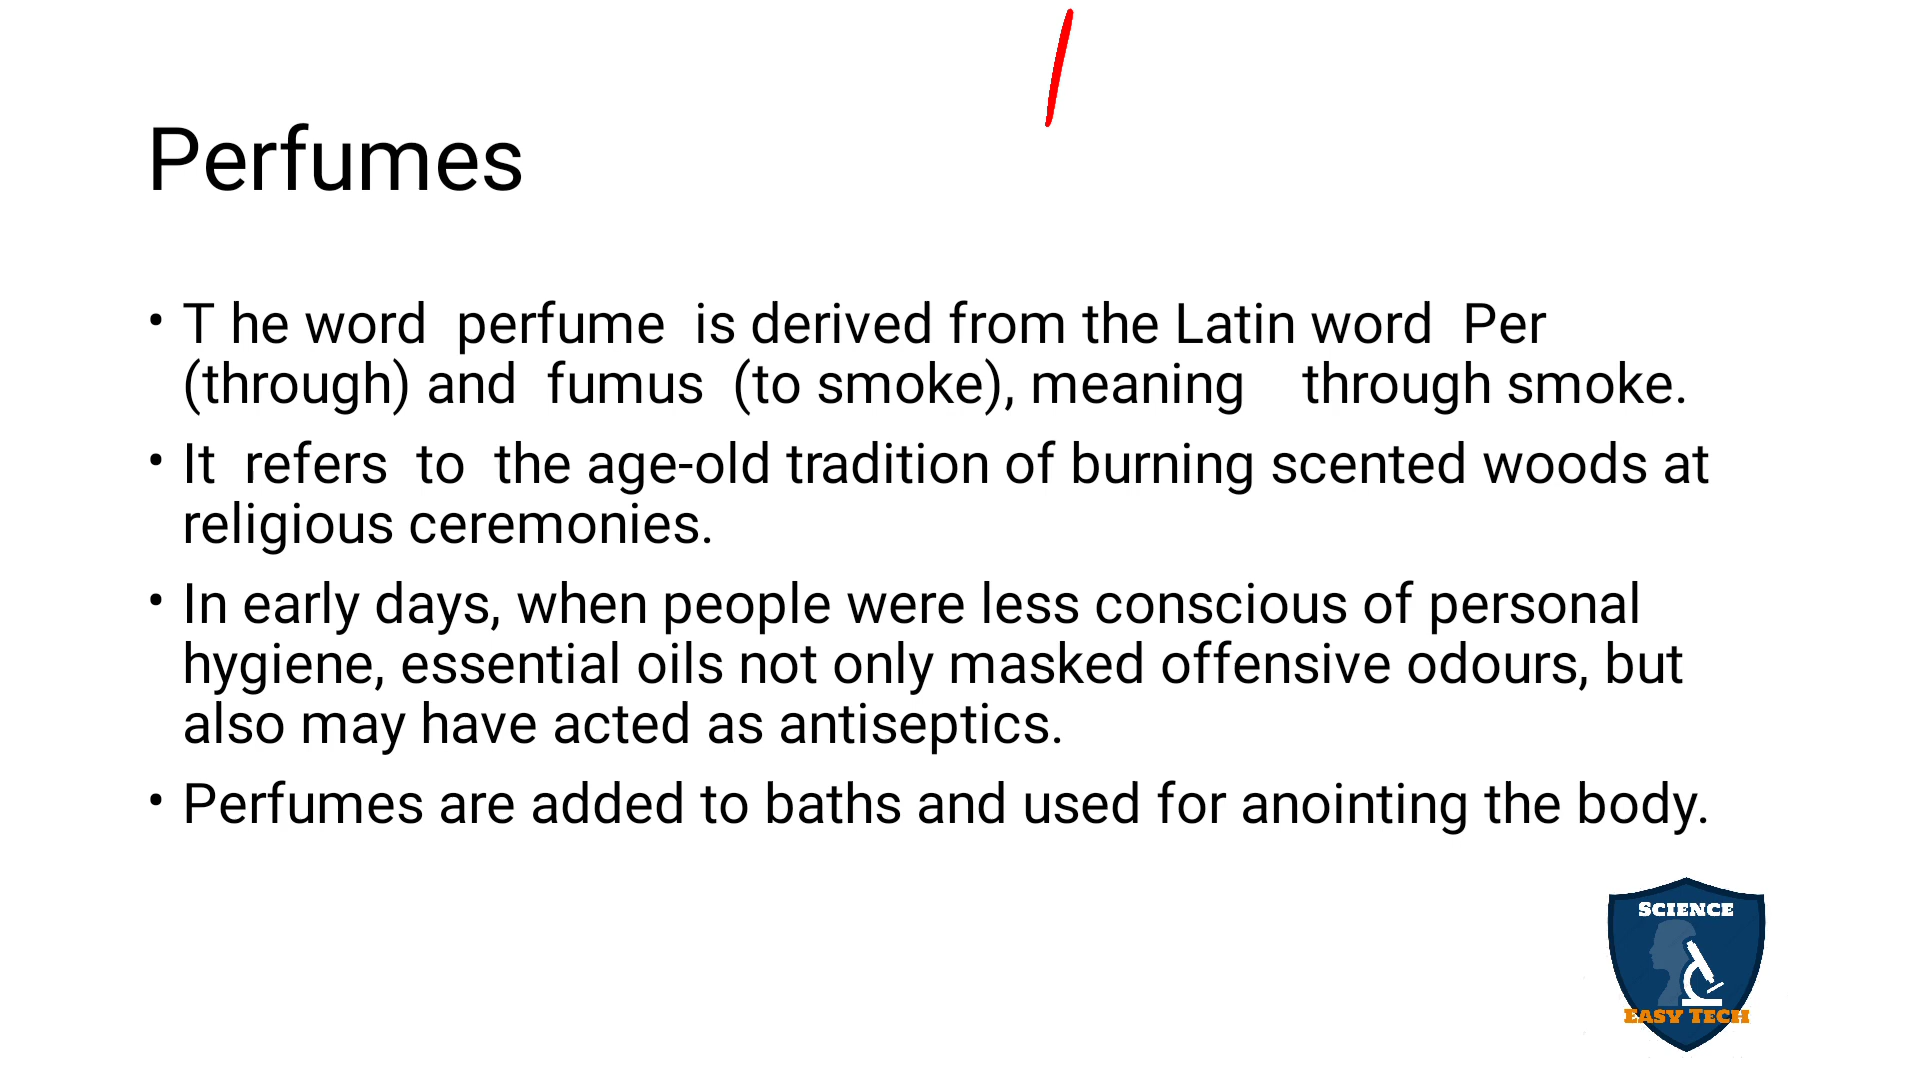 Perfumes
• T he word perfume is derived from the Latin word Per
(through) and fumus (to smoke), meaning through smoke.
• It refers to the age-old tradition of burning scented woods at
religious ceremonies.
• In early days, when people were less conscious of personal
hygiene, essential oils not only masked offensive odours, but
also may have acted as antiseptics.
• Perfumes are added to baths and used for anointing the body.
SCIENCE
EASY TECH